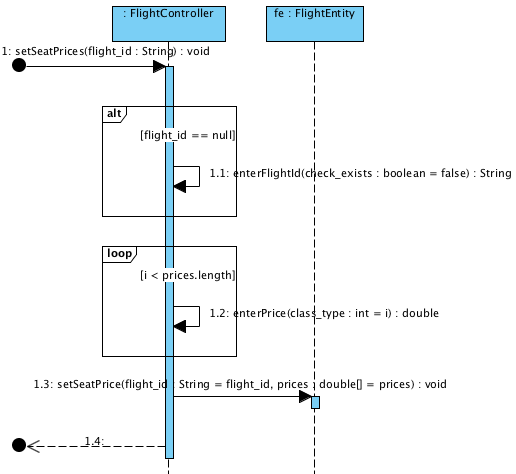 : FlightController
fe : FlightEntity
1: setSeatPrices(flight_id : String) : void
alt
[flight_id == null]
1.1: enterFlightId(check_exists : boolean = false) : String
loop
[i < prices.length]
1.2: enterPrice(class_type : int = i) : double
1.3: setSeatPrice(flight_id : String = flight_id, prices : double[] = prices) : void
1.4: